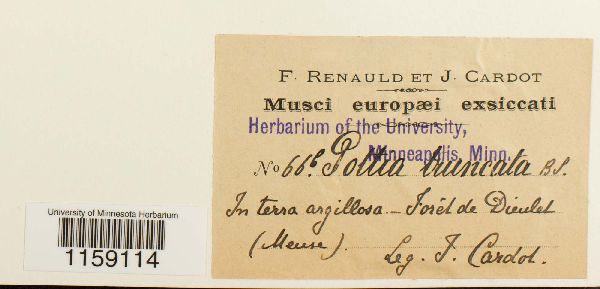 F. RENAULD ET J. CARDOT
Musci europæi exsiccati
Herbarium of the University,
Minneapolis, Minn.
No 66b Pottia truncata B.S.
In terra argillosa - Forêt de Dieulet
(Meuse). Leg. J. Cardot.
University of Minnesota Herbarium
1159114